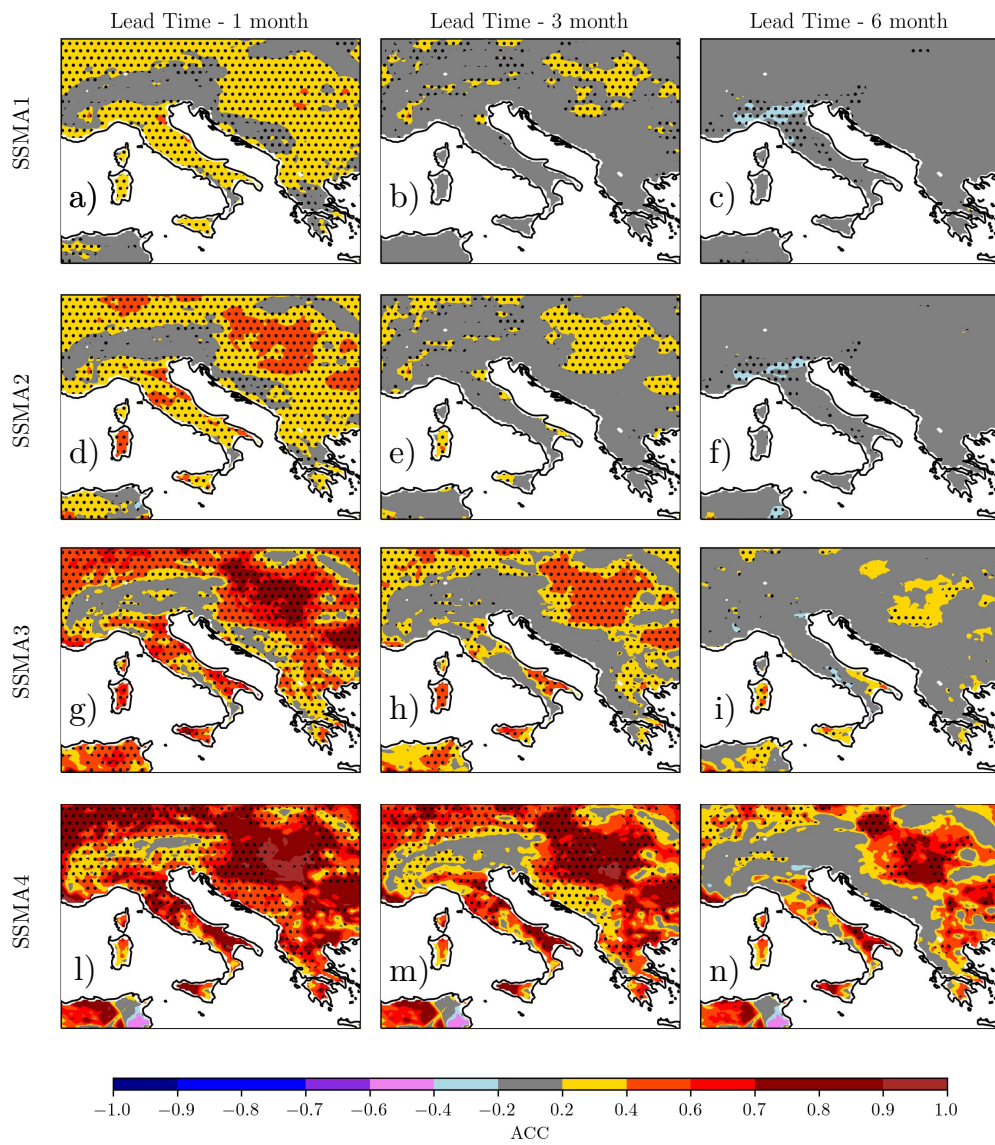 Lead Time - 1 month Lead Time - 3 month Lead Time - 6 month
SSMA1
a) b) c)
SSMA2
d) e) f)
SSMA3
g) h) i)
SSMA4
l) m) n)
−1.0 −0.9 −0.8 −0.7 −0.6 −0.4 −0.2 0.2 0.4 0.6 0.7 0.8 0.9 1.0
ACC